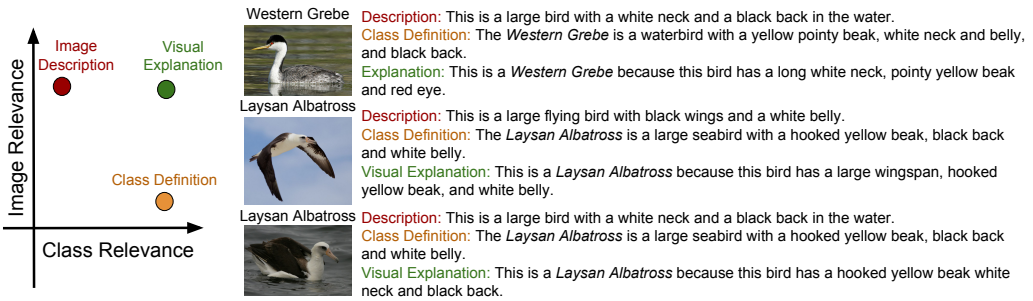 Image Relevance
Image
Description
Visual
Explanation
Class Definition
Class Relevance
Western Grebe
Description: This is a large bird with a white neck and a black back in the water.
Class Definition: The Western Grebe is a waterbird with a yellow pointy beak, white neck and belly,
and black back.
Explanation: This is a Western Grebe because this bird has a long white neck, pointy yellow beak
and red eye.
Laysan Albatross
Description: This is a large flying bird with black wings and a white belly.
Class Definition: The Laysan Albatross is a large seabird with a hooked yellow beak, black back
and white belly.
Visual Explanation: This is a Laysan Albatross because this bird has a large wingspan, hooked
yellow beak, and white belly.
Laysan Albatross
Description: This is a large bird with a white neck and a black back in the water.
Class Definition: The Laysan Albatross is a large seabird with a hooked yellow beak, black back
and white belly.
Visual Explanation: This is a Laysan Albatross because this bird has a hooked yellow beak white
neck and black back.